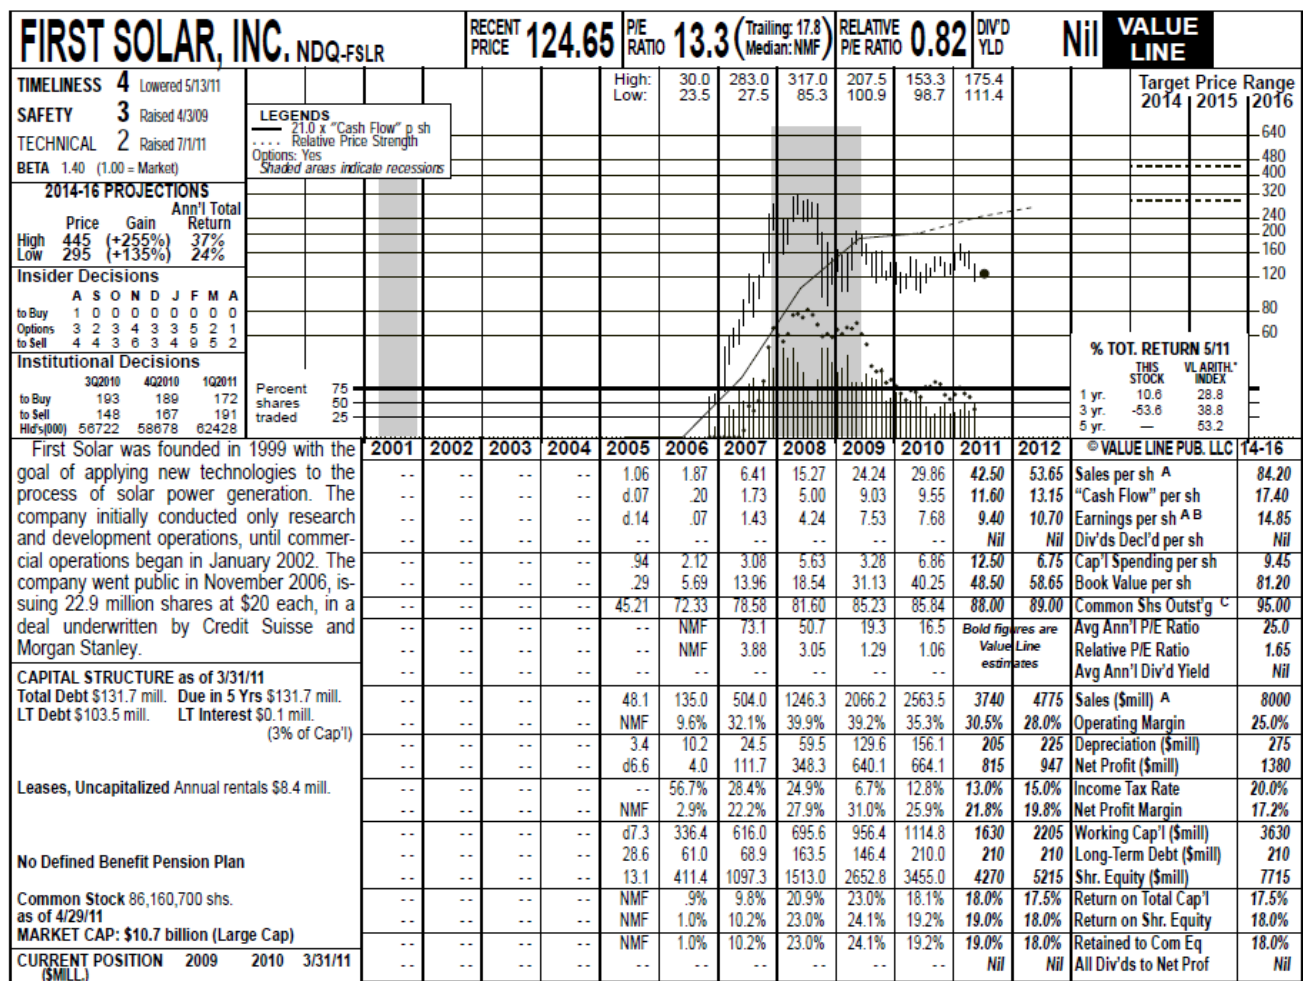 FIRST SOLAR, INC. NDQ-FSLR RECENT PRICE 124.65 P/E RATIO 13.3 (Trailing: 17.8 Median: NMF) RELATIVE P/E RATIO 0.82 DIV'D YLD Nil VALUE LINE
TIMELINESS 4 Lowered 5/13/11
SAFETY 3 Raised 4/3/09
TECHNICAL 2 Raised 7/1/11
BETA 1.40 (1.00 = Market)
2014-16 PROJECTIONS
Ann'l Total
Price Gain Return
High 445 (+255%) 37%
Low 295 (+135%) 24%
Insider Decisions
A S O N D J F M A
to Buy 1 0 0 0 0 0 0 0 0
Options 3 2 3 4 3 3 5 2 1
to Sell 4 4 3 6 3 4 9 5 2
Institutional Decisions
3Q2010 4Q2010 1Q2011
to Buy 193 189 172
to Sell 148 167 191
Hld's(000) 56722 58678 62428
High: 30.0 283.0 317.0 207.5 153.3 175.4
Low: 23.5 27.5 85.3 100.9 98.7 111.4
LEGENDS
21.0 x "Cash Flow" p sh
. . . . Relative Price Strength
Options: Yes
Shaded areas indicate recessions
Target Price Range
2014 2015 2016
640
480
400
320
240
200
160
120
80
60
Percent 75
shares 50
traded 25
% TOT. RETURN 5/11
THIS STOCK VL ARITH.* INDEX
1 yr. 10.6 28.8
3 yr. -53.6 38.8
5 yr. — 53.2
First Solar was founded in 1999 with the
goal of applying new technologies to the
process of solar power generation. The
company initially conducted only research
and development operations, until commer-
cial operations began in January 2002. The
company went public in November 2006, is-
suing 22.9 million shares at $20 each, in a
deal underwritten by Credit Suisse and
Morgan Stanley.
CAPITAL STRUCTURE as of 3/31/11
Total Debt $131.7 mill. Due in 5 Yrs $131.7 mill.
LT Debt $103.5 mill. LT Interest $0.1 mill.
(3% of Cap'l)
Leases, Uncapitalized Annual rentals $8.4 mill.
No Defined Benefit Pension Plan
Common Stock 86,160,700 shs.
as of 4/29/11
MARKET CAP: $10.7 billion (Large Cap)
CURRENT POSITION 2009 2010 3/31/11
($MILL.)
2001 2002 2003 2004 2005 2006 2007 2008 2009 2010 2011 2012 © VALUE LINE PUB. LLC 14-16
-- -- -- -- 1.06 1.87 6.41 15.27 24.24 29.86 42.50 53.65 Sales per sh A 84.20
-- -- -- -- d.07 .20 1.73 5.00 9.03 9.55 11.60 13.15 "Cash Flow" per sh 17.40
-- -- -- -- d.14 .07 1.43 4.24 7.53 7.68 9.40 10.70 Earnings per sh A B 14.85
-- -- -- -- -- -- -- -- -- -- Nil Nil Div'ds Decl'd per sh Nil
-- -- -- -- .94 2.12 3.08 5.63 3.28 6.86 12.50 6.75 Cap'l Spending per sh 9.45
-- -- -- -- .29 5.69 13.96 18.54 31.13 40.25 48.50 58.65 Book Value per sh 81.20
-- -- -- -- 45.21 72.33 78.58 81.60 85.23 85.84 88.00 89.00 Common Shs Outst'g C 95.00
-- -- -- -- -- NMF 73.1 50.7 19.3 16.5 Bold figures are Avg Ann'l P/E Ratio 25.0
-- -- -- -- -- NMF 3.88 3.05 1.29 1.06 Value Line Relative P/E Ratio 1.65
-- -- -- -- -- -- -- -- -- -- estimates Avg Ann'l Div'd Yield Nil
-- -- -- -- 48.1 135.0 504.0 1246.3 2066.2 2563.5 3740 4775 Sales ($mill) A 8000
-- -- -- -- NMF 9.6% 32.1% 39.9% 39.2% 35.3% 30.5% 28.0% Operating Margin 25.0%
-- -- -- -- 3.4 10.2 24.5 59.5 129.6 156.1 205 225 Depreciation ($mill) 275
-- -- -- -- d6.6 4.0 111.7 348.3 640.1 664.1 815 947 Net Profit ($mill) 1380
-- -- -- -- -- 56.7% 28.4% 24.9% 6.7% 12.8% 13.0% 15.0% Income Tax Rate 20.0%
-- -- -- -- NMF 2.9% 22.2% 27.9% 31.0% 25.9% 21.8% 19.8% Net Profit Margin 17.2%
-- -- -- -- d7.3 336.4 616.0 695.6 956.4 1114.8 1630 2205 Working Cap'l ($mill) 3630
-- -- -- -- 28.6 61.0 68.9 163.5 146.4 210.0 210 210 Long-Term Debt ($mill) 210
-- -- -- -- 13.1 411.4 1097.3 1513.0 2652.8 3455.0 4270 5215 Shr. Equity ($mill) 7715
-- -- -- -- NMF .9% 9.8% 20.9% 23.0% 18.1% 18.0% 17.5% Return on Total Cap'l 17.5%
-- -- -- -- NMF 1.0% 10.2% 23.0% 24.1% 19.2% 19.0% 18.0% Return on Shr. Equity 18.0%
-- -- -- -- NMF 1.0% 10.2% 23.0% 24.1% 19.2% 19.0% 18.0% Retained to Com Eq 18.0%
-- -- -- -- -- -- -- -- -- -- Nil Nil All Div'ds to Net Prof Nil